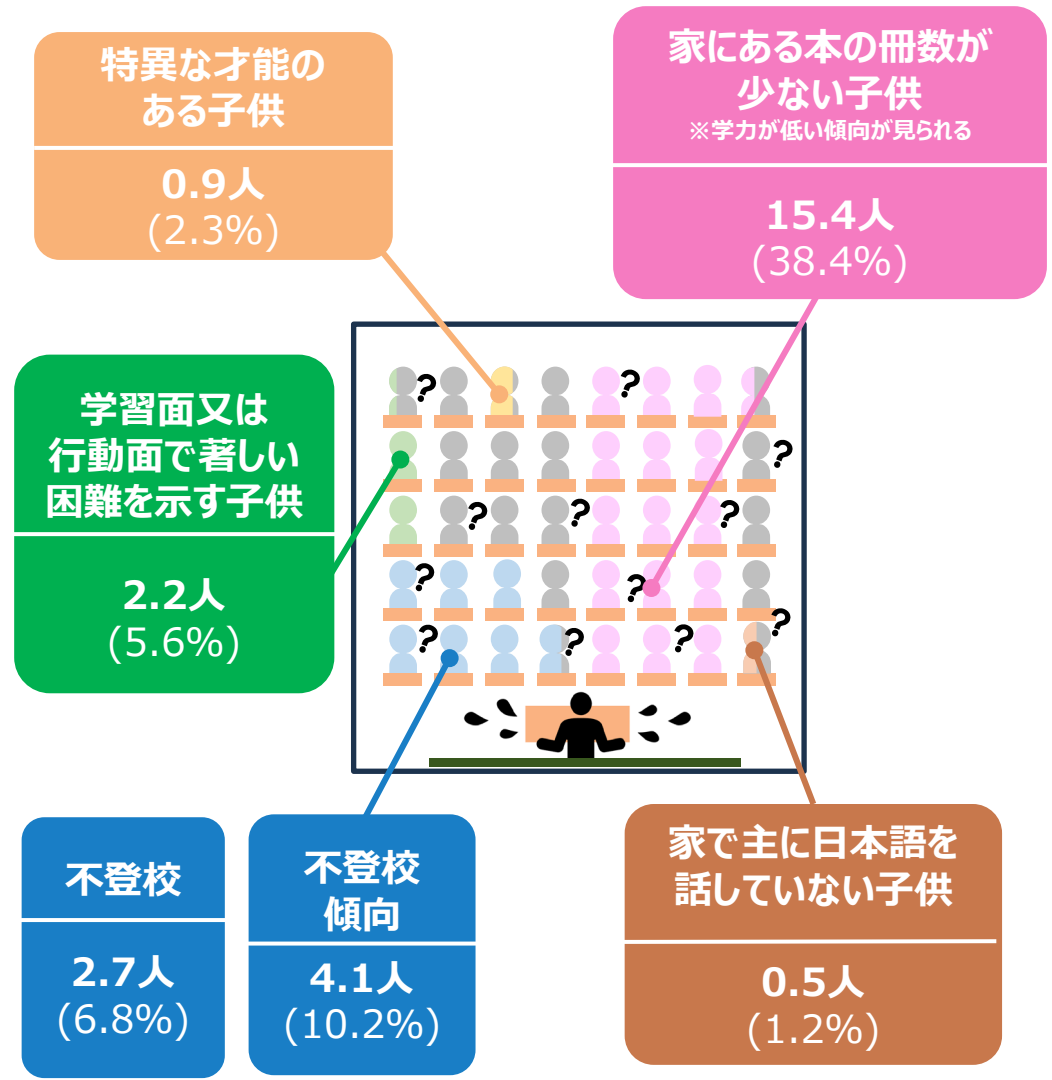 特異な才能の
ある子供
0.9人
(2.3%)
家にある本の冊数が
少ない子供
※学力が低い傾向が見られる
15.4人
(38.4%)
学習面又は
行動面で著しい
困難を示す子供
2.2人
(5.6%)
?
?
?
?
?
?
?
?
?
?
?
?
不登校
2.7人
(6.8%)
不登校
傾向
4.1人
(10.2%)
家で主に日本語を
話していない子供
0.5人
(1.2%)